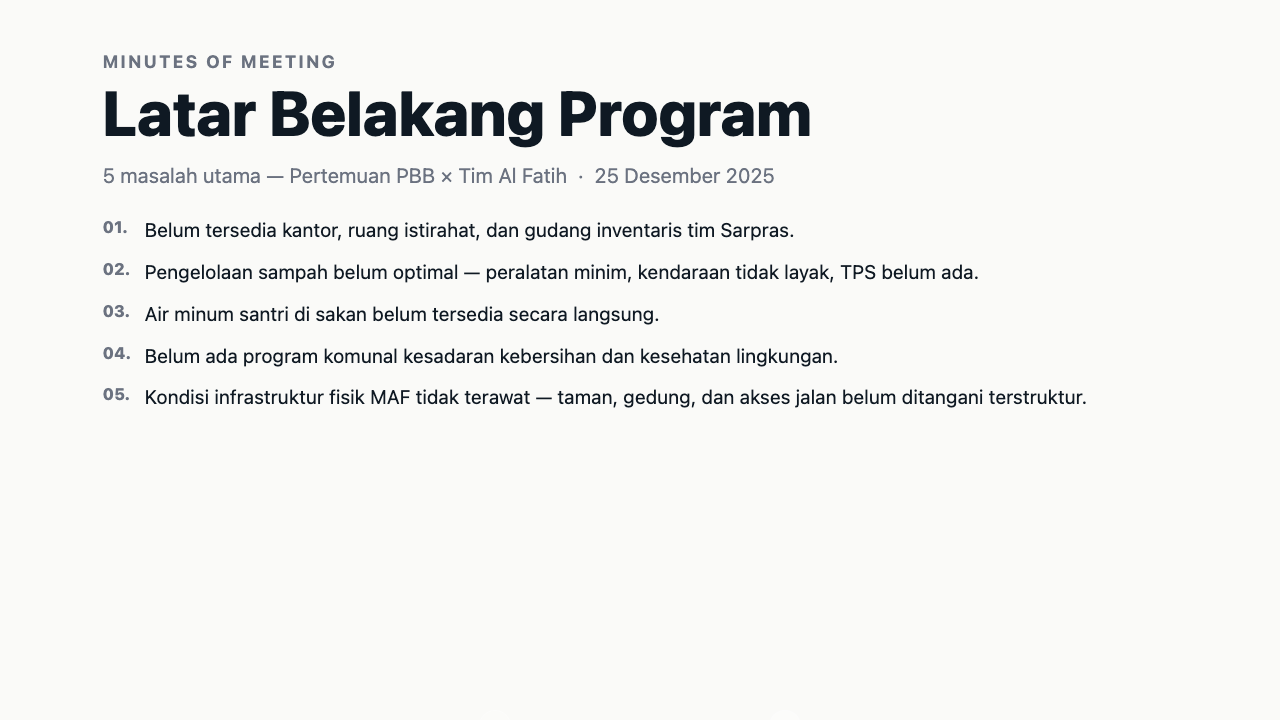 MINUTES OF MEETING
Latar Belakang Program
5 masalah utama — Pertemuan PBB × Tim Al Fatih · 25 Desember 2025
01. Belum tersedia kantor, ruang istirahat, dan gudang inventaris tim Sarpras.
02. Pengelolaan sampah belum optimal — peralatan minim, kendaraan tidak layak, TPS belum ada.
03. Air minum santri di sakan belum tersedia secara langsung.
04. Belum ada program komunal kesadaran kebersihan dan kesehatan lingkungan.
05. Kondisi infrastruktur fisik MAF tidak terawat — taman, gedung, dan akses jalan belum ditangani terstruktur.